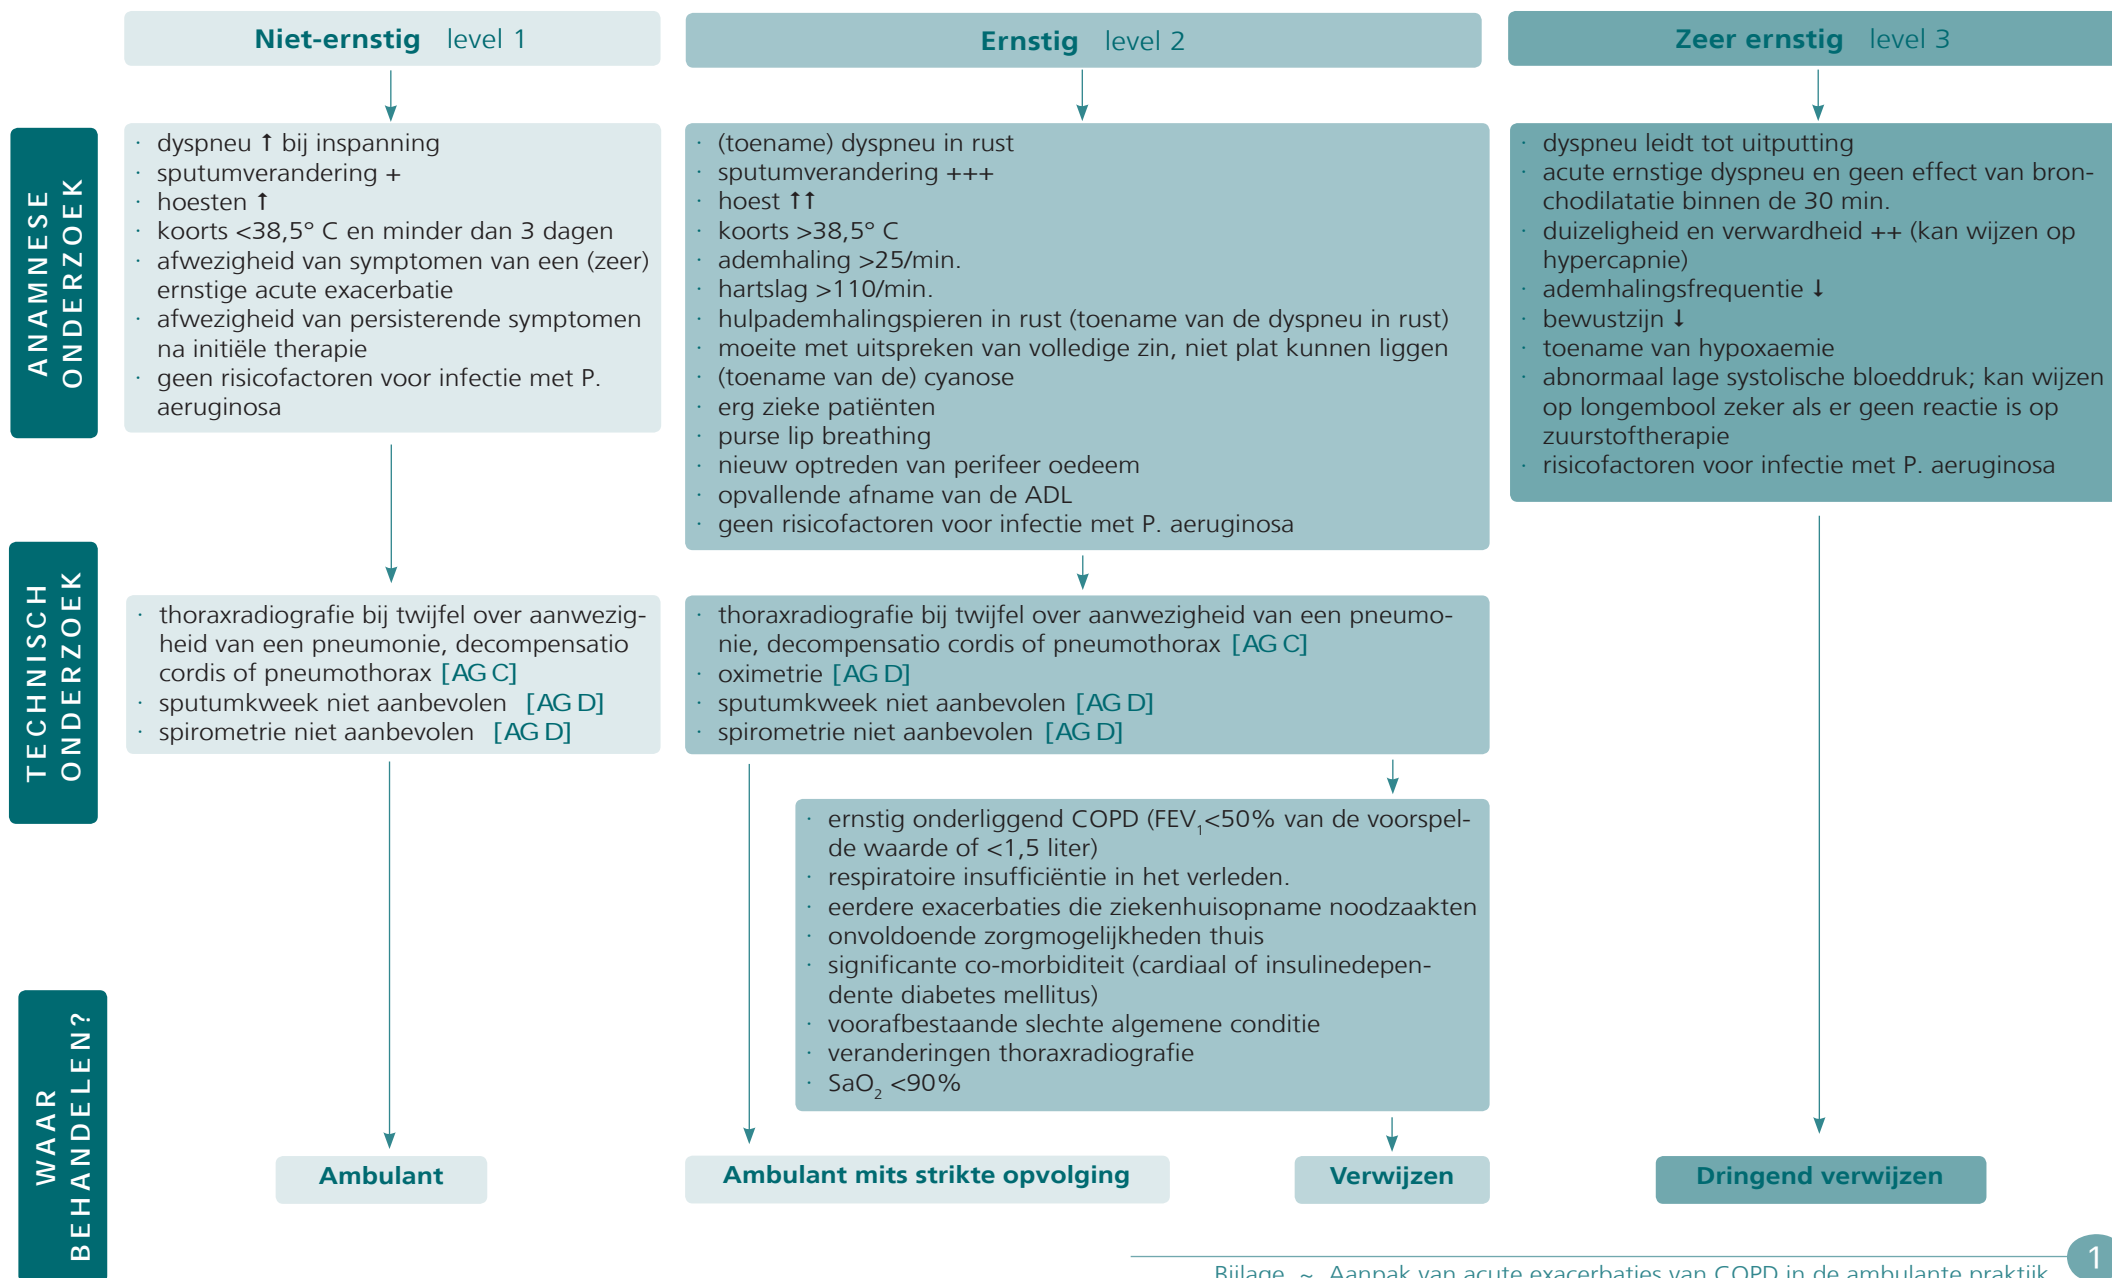 Niet-ernstig level 1
Ernstig level 2
Zeer ernstig level 3
ANAMNESE
ONDERZOEK
· dyspneu ↑ bij inspanning
· sputumverandering +
· hoesten ↑
· koorts <38,5° C en minder dan 3 dagen
· afwezigheid van symptomen van een (zeer)
ernstige acute exacerbatie
· afwezigheid van persisterende symptomen
na initiële therapie
· geen risicofactoren voor infectie met P.
aeruginosa
· (toename) dyspneu in rust
· sputumverandering +++
· hoest ↑↑
· koorts >38,5° C
· ademhaling >25/min.
· hartslag >110/min.
· hulpademhalingspieren in rust (toename van de dyspneu in rust)
· moeite met uitspreken van volledige zin, niet plat kunnen liggen
· (toename van de) cyanose
· erg zieke patiënten
· purse lip breathing
· nieuw optreden van perifeer oedeem
· opvallende afname van de ADL
· geen risicofactoren voor infectie met P. aeruginosa
· dyspneu leidt tot uitputting
· acute ernstige dyspneu en geen effect van bron-
chodilatatie binnen de 30 min.
· duizeligheid en verwardheid ++ (kan wijzen op
hypercapnie)
· ademhalingsfrequentie ↓
· bewustzijn ↓
· toename van hypoxaemie
· abnormaal lage systolische bloeddruk; kan wijzen
op longembool zeker als er geen reactie is op
zuurstoftherapie
· risicofactoren voor infectie met P. aeruginosa
TECHNISCH
ONDERZOEK
· thoraxradiografie bij twijfel over aanwezig-
heid van een pneumonie, decompensatio
cordis of pneumothorax [AG C]
· sputumkweek niet aanbevolen [AG D]
· spirometrie niet aanbevolen [AG D]
· thoraxradiografie bij twijfel over aanwezigheid van een pneumo-
nie, decompensatio cordis of pneumothorax [AG C]
· oximetrie [AG D]
· sputumkweek niet aanbevolen [AG D]
· spirometrie niet aanbevolen [AG D]
· ernstig onderliggend COPD (FEV₁<50% van de voorspel-
de waarde of <1,5 liter)
· respiratoire insufficiëntie in het verleden.
· eerdere exacerbaties die ziekenhuisopname noodzaakten
· onvoldoende zorgmogelijkheden thuis
· significante co-morbiditeit (cardiaal of insulinedepen-
dente diabetes mellitus)
· voorafbestaande slechte algemene conditie
· veranderingen thoraxradiografie
· SaO₂ <90%
WAAR
BEHANDELEN?
Ambulant
Ambulant mits strikte opvolging
Verwijzen
Dringend verwijzen
Bijlage ~ Aanpak van acute exacerbaties van COPD in de ambulante praktijk
1